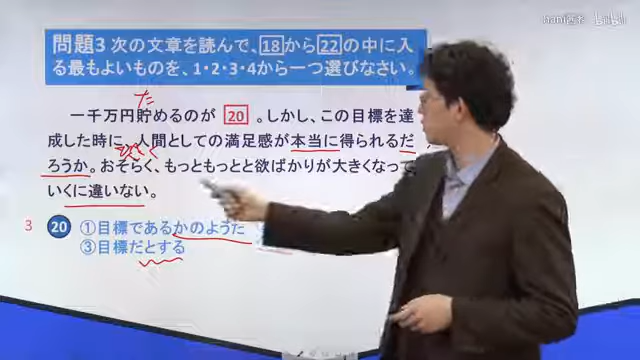 問題3 次の文章を読んで、18から22の中に入
る最もよいものを、1・2・3・4から一つ選びなさい。
た
一千万円貯めるのが 20 。しかし、この目標を達
成した時に、人間としての満足感が本当に得られるだ
ろうか。おそらく、もっともっとと欲ばかりが大きくなって
いくに違いない。
3 20 ①目標であるかのようだ
③目標だとする
bilibili